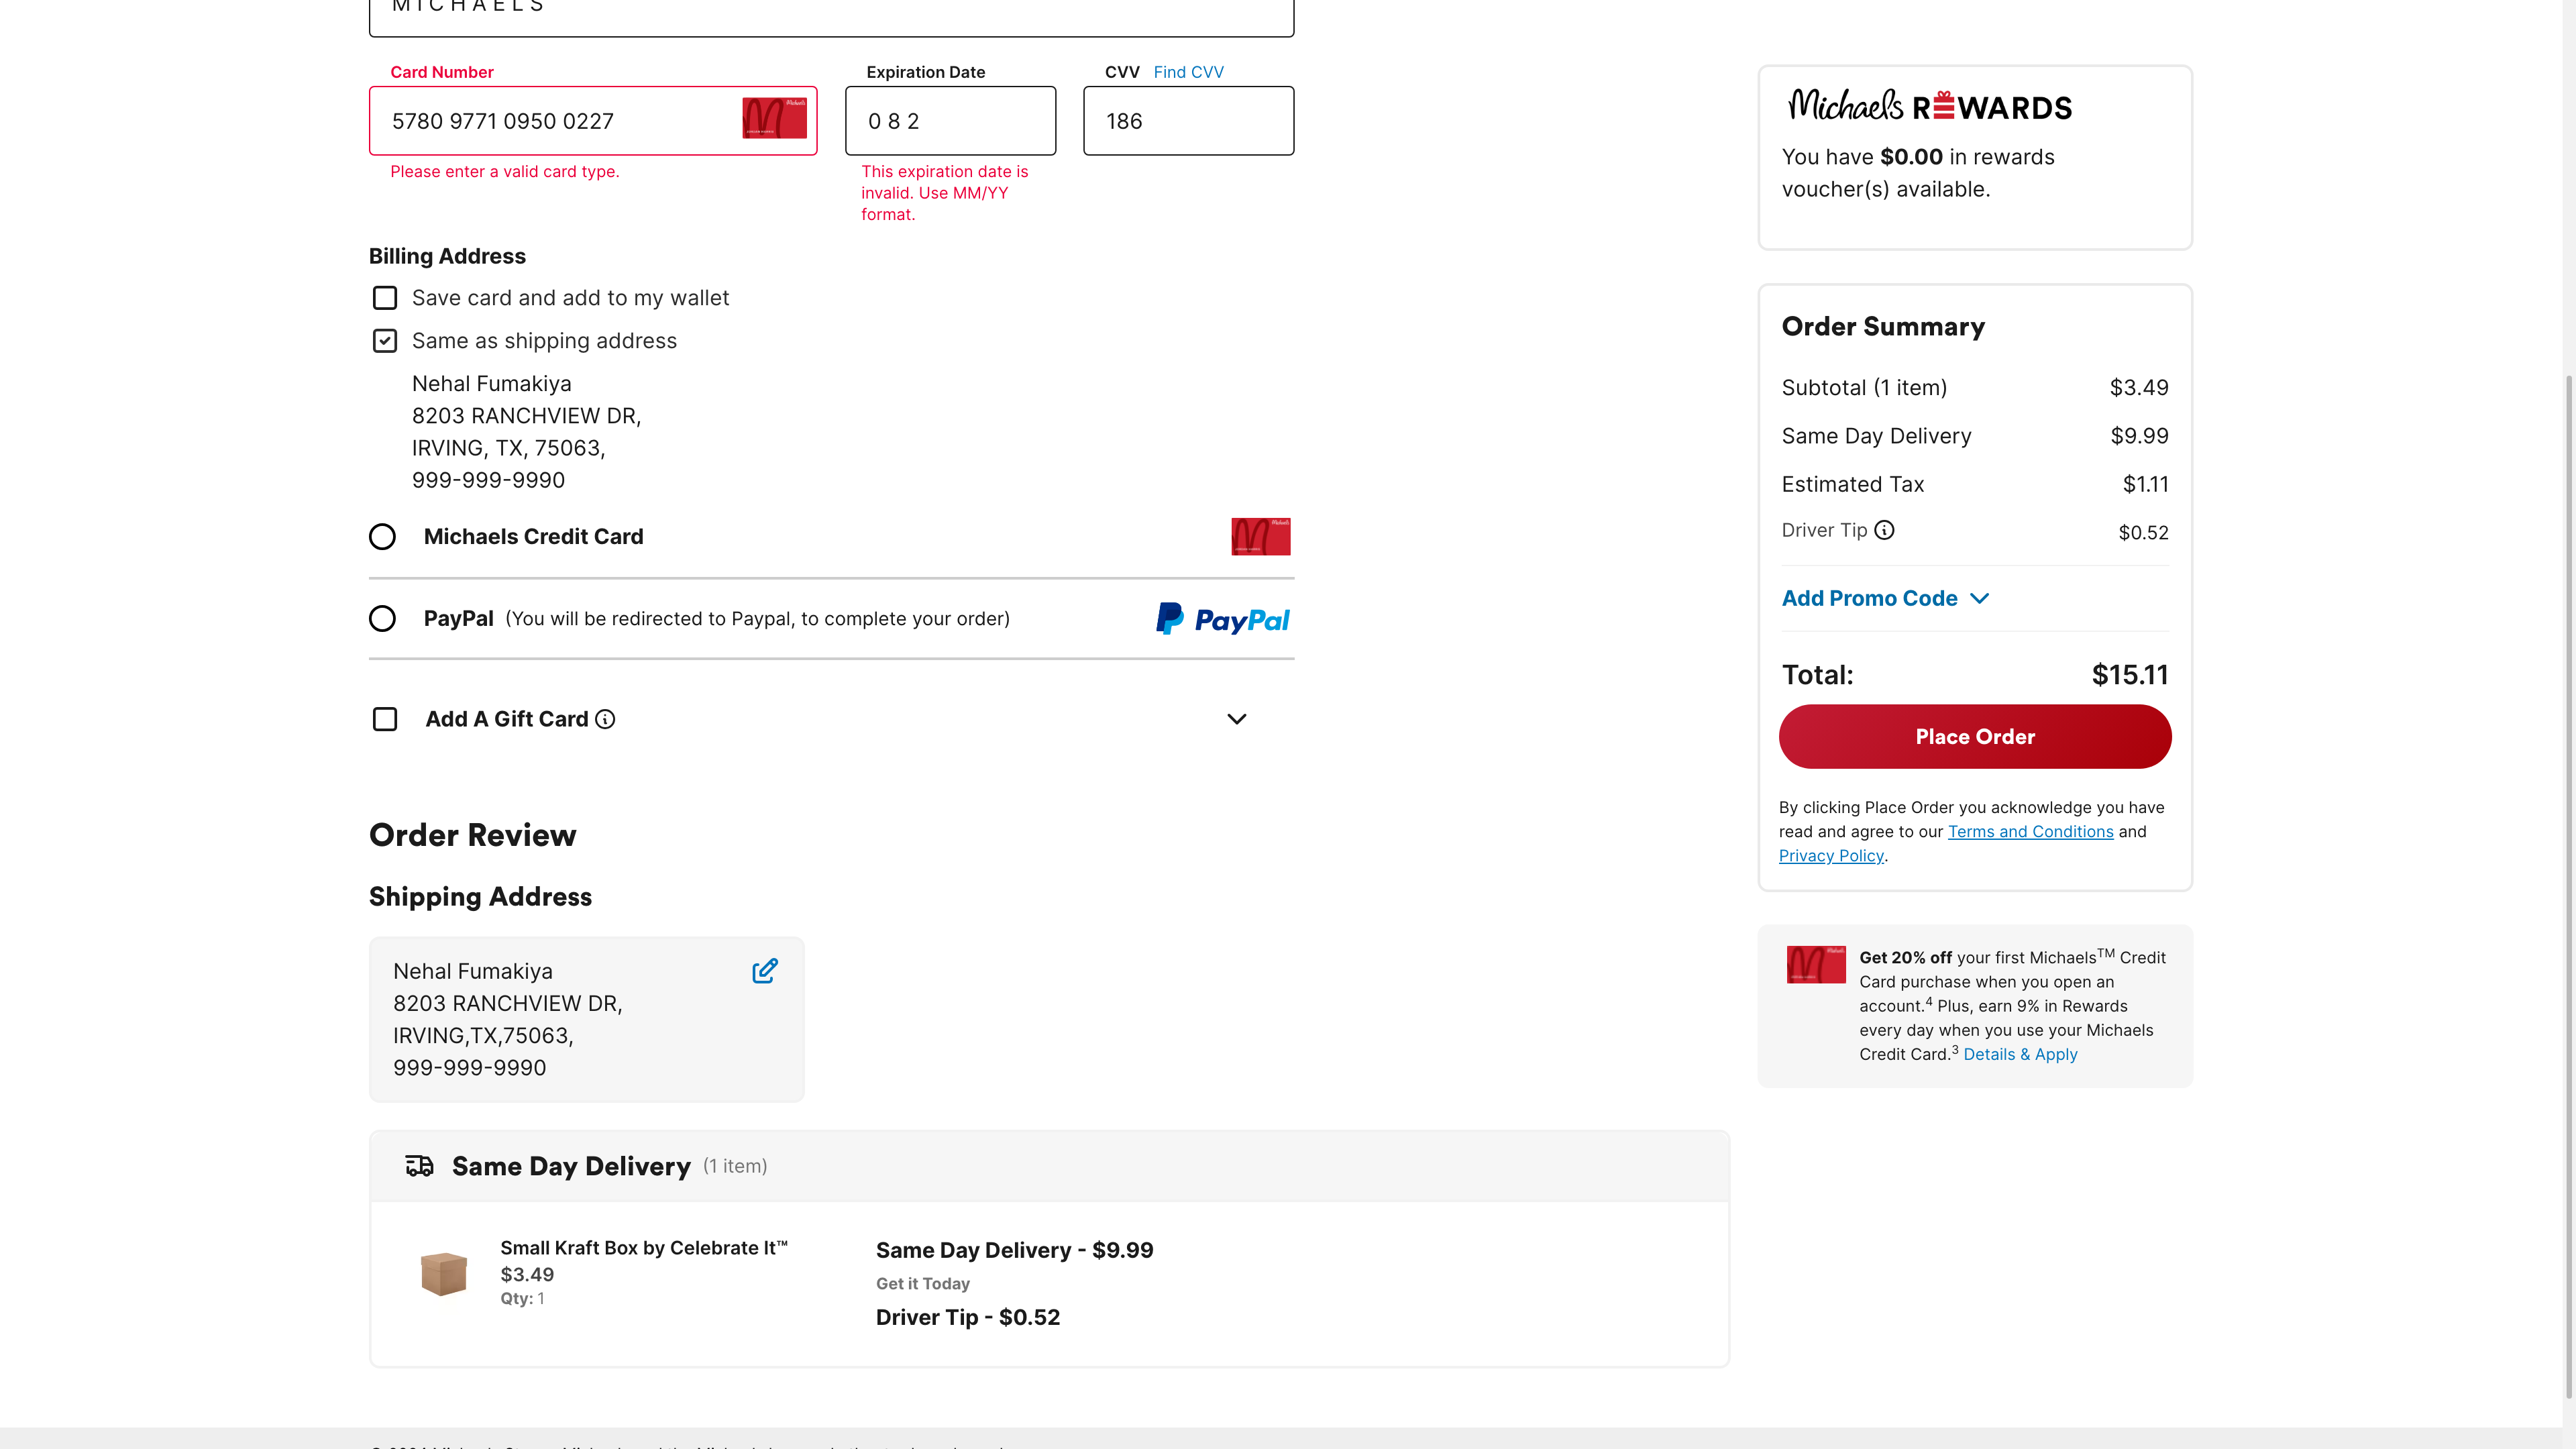 MICHAELS
Card Number
Expiration Date
CVV Find CVV
5780 9771 0950 0227
Michaels
0 8 2
186
Please enter a valid card type.
This expiration date is
invalid. Use MM/YY
format.
Billing Address
Save card and add to my wallet
Same as shipping address
Nehal Fumakiya
8203 RANCHVIEW DR,
IRVING, TX, 75063,
999-999-9990
Michaels Credit Card
PayPal (You will be redirected to Paypal, to complete your order)
PayPal
Add A Gift Card
Order Review
Shipping Address
Nehal Fumakiya
8203 RANCHVIEW DR,
IRVING,TX,75063,
999-999-9990
Same Day Delivery (1 item)
Small Kraft Box by Celebrate It™
$3.49
Qty: 1
Same Day Delivery - $9.99
Get it Today
Driver Tip - $0.52
Michaels REWARDS
You have $0.00 in rewards
voucher(s) available.
Order Summary
Subtotal (1 item) $3.49
Same Day Delivery $9.99
Estimated Tax $1.11
Driver Tip $0.52
Add Promo Code
Total: $15.11
Place Order
By clicking Place Order you acknowledge you have
read and agree to our Terms and Conditions and
Privacy Policy.
Get 20% off your first Michaels™ Credit
Card purchase when you open an
account.⁴ Plus, earn 9% in Rewards
every day when you use your Michaels
Credit Card.³ Details & Apply